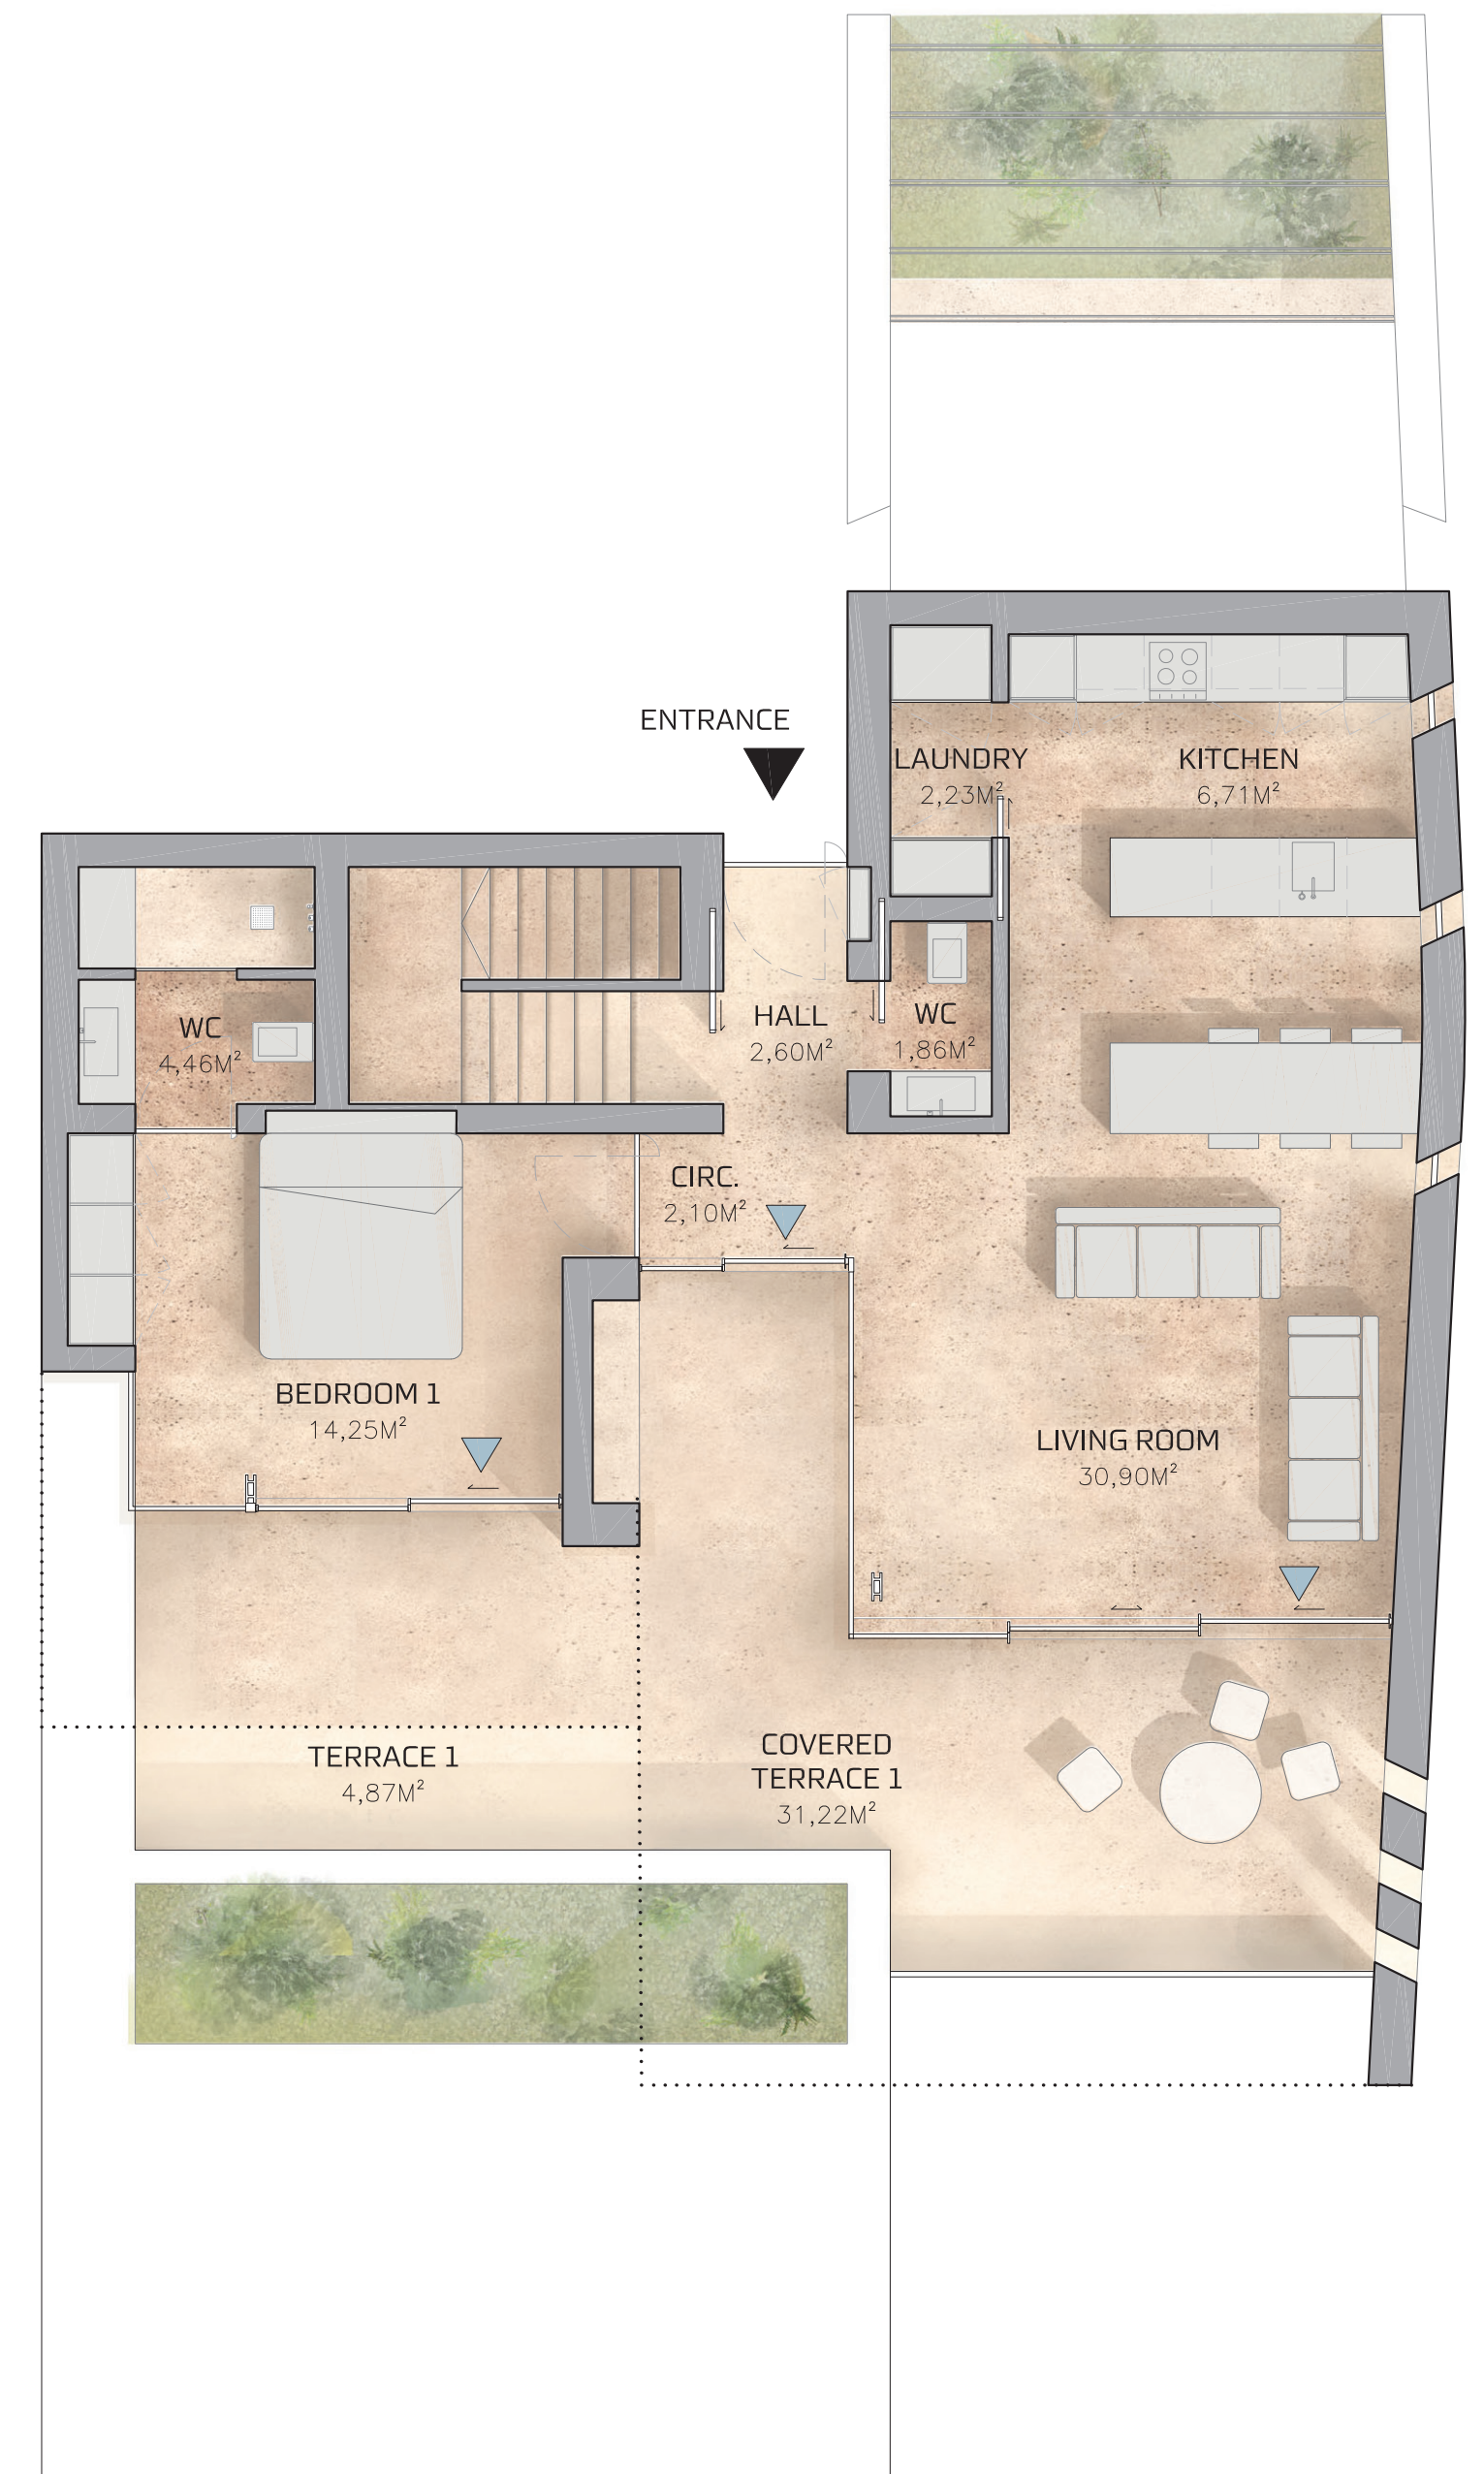 ENTRANCE
LAUNDRY
2,23M²
KITCHEN
6,71M²
WC
4,46M²
HALL
2,60M²
WC
1,86M²
CIRC.
2,10M²
BEDROOM 1
14,25M²
LIVING ROOM
30,90M²
TERRACE 1
4,87M²
COVERED
TERRACE 1
31,22M²